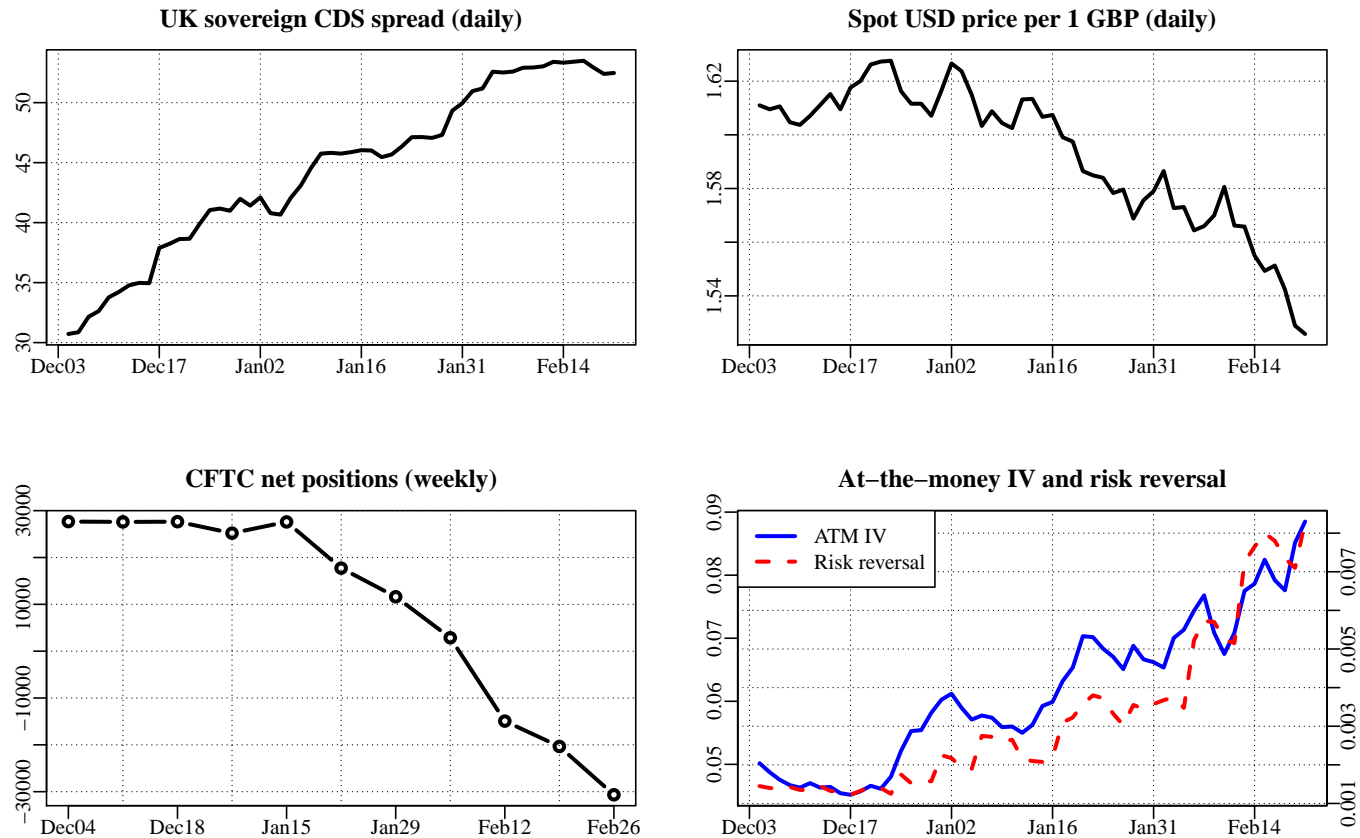 UK sovereign CDS spread (daily)
50
45
40
35
30
Dec03 Dec17 Jan02 Jan16 Jan31 Feb14
Spot USD price per 1 GBP (daily)
1.62
1.58
1.54
Dec03 Dec17 Jan02 Jan16 Jan31 Feb14
CFTC net positions (weekly)
30000
10000
−10000
−30000
Dec04 Dec18 Jan15 Jan29 Feb12 Feb26
At−the−money IV and risk reversal
ATM IV
Risk reversal
0.09
0.08
0.07
0.06
0.05
0.007
0.005
0.003
0.001
Dec03 Dec17 Jan02 Jan16 Jan31 Feb14